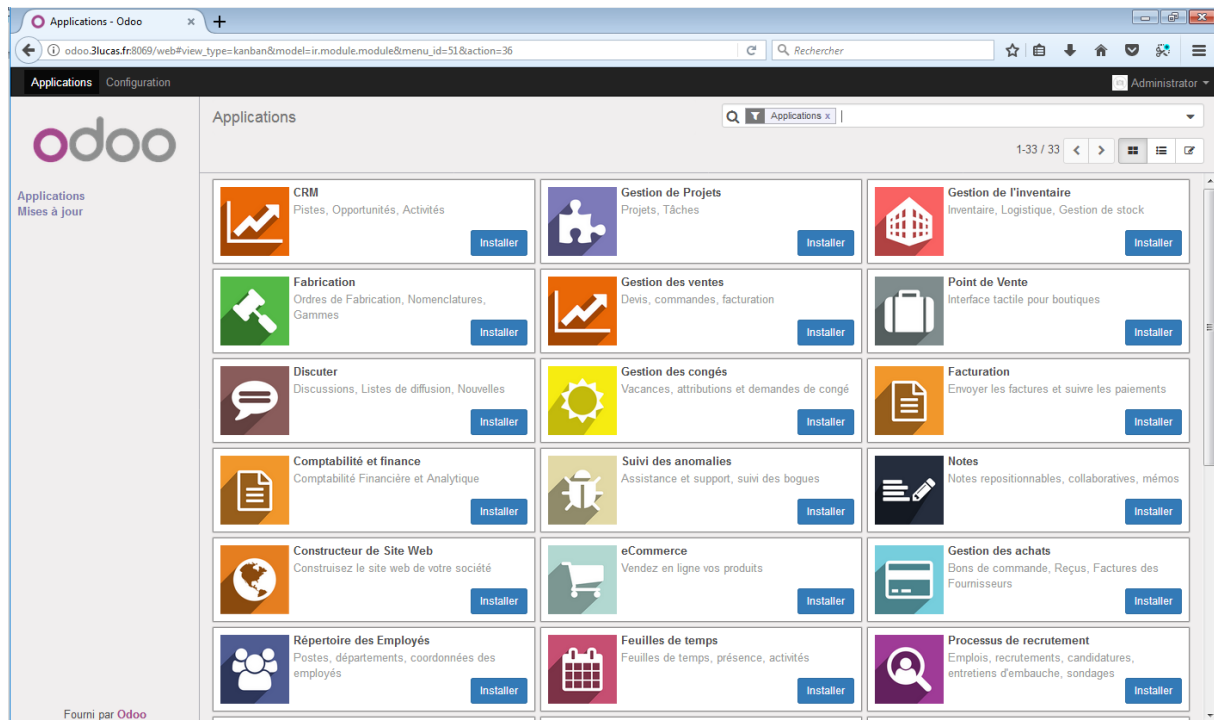 Applications - Odoo
odoo.3lucas.fr:8069/web#view_type=kanban&model=ir.module.module&menu_id=51&action=36
Rechercher
Applications Configuration
Administrator
odoo
Applications
Applications x
1-33 / 33
Applications
Mises à jour
CRM
Pistes, Opportunités, Activités
Installer
Gestion de Projets
Projets, Tâches
Installer
Gestion de l'inventaire
Inventaire, Logistique, Gestion de stock
Installer
Fabrication
Ordres de Fabrication, Nomenclatures,
Gammes
Installer
Gestion des ventes
Devis, commandes, facturation
Installer
Point de Vente
Interface tactile pour boutiques
Installer
Discuter
Discussions, Listes de diffusion, Nouvelles
Installer
Gestion des congés
Vacances, attributions et demandes de congé
Installer
Facturation
Envoyer les factures et suivre les paiements
Installer
Comptabilité et finance
Comptabilité Financière et Analytique
Installer
Suivi des anomalies
Assistance et support, suivi des bogues
Installer
Notes
Notes repositionnables, collaboratives, mémos
Installer
Constructeur de Site Web
Construisez le site web de votre société
Installer
eCommerce
Vendez en ligne vos produits
Installer
Gestion des achats
Bons de commande, Reçus, Factures des
Fournisseurs
Installer
Répertoire des Employés
Postes, départements, coordonnées des
employés
Installer
Feuilles de temps
Feuilles de temps, présence, activités
Installer
Processus de recrutement
Emplois, recrutements, candidatures,
entretiens d'embauche, sondages
Installer
Fourni par Odoo